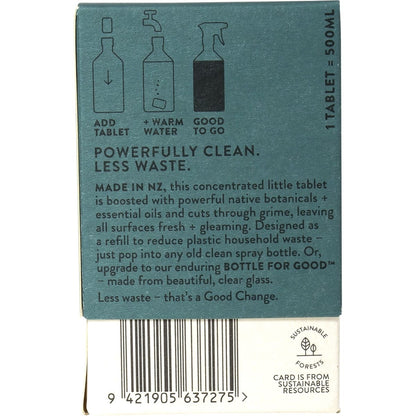 ADD
TABLET
+ WARM
WATER
GOOD
TO GO
1 TABLET = 500ML
POWERFULLY CLEAN.
LESS WASTE.
MADE IN NZ, this concentrated little tablet
is boosted with powerful native botanicals +
essential oils and cuts through grime, leaving
all surfaces fresh + gleaming. Designed as
a refill to reduce plastic household waste –
just pop into any old clean spray bottle. Or,
upgrade to our enduring BOTTLE FOR GOOD™
– made from beautiful, clear glass.
Less waste – that's a Good Change.
SUSTAINABLE
FORESTS
CARD IS FROM
SUSTAINABLE
RESOURCES
9 421905 637275 >